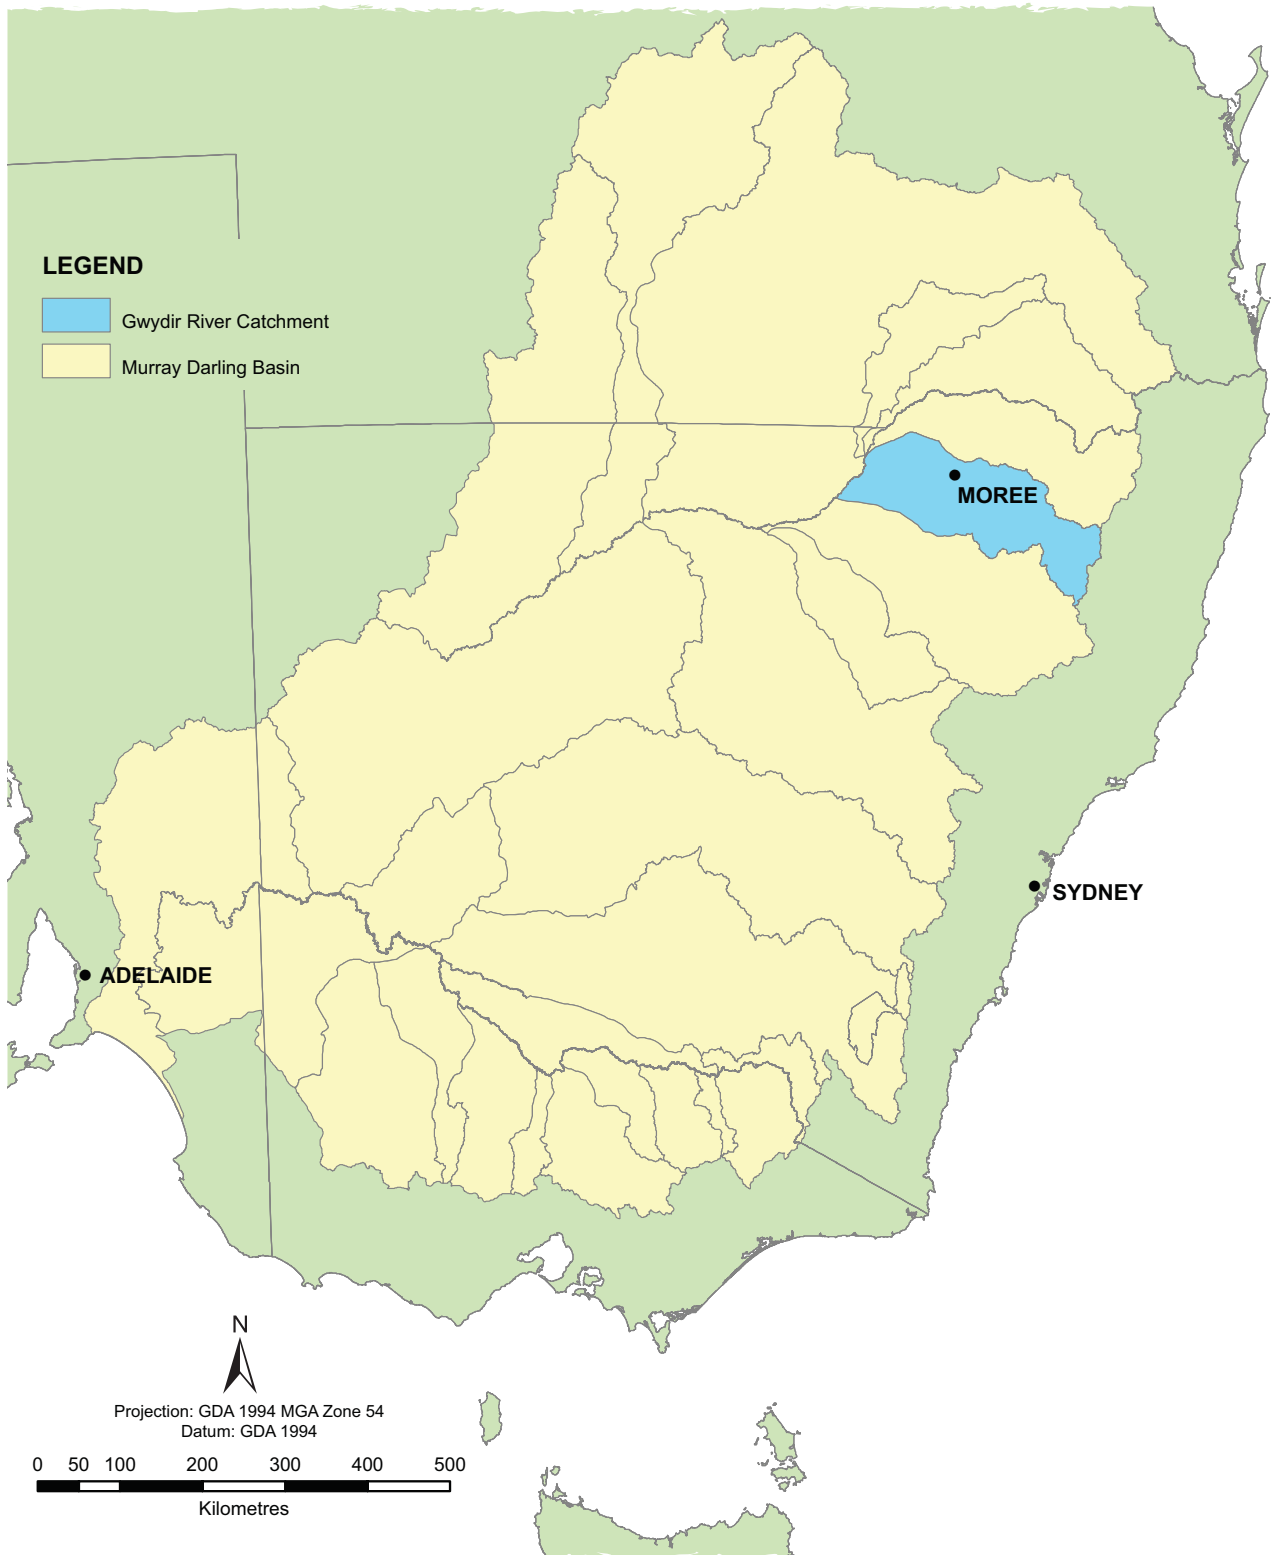 LEGEND
Gwydir River Catchment
Murray Darling Basin
MOREE
SYDNEY
ADELAIDE
N
Projection: GDA 1994 MGA Zone 54
Datum: GDA 1994
0 50 100 200 300 400 500
Kilometres